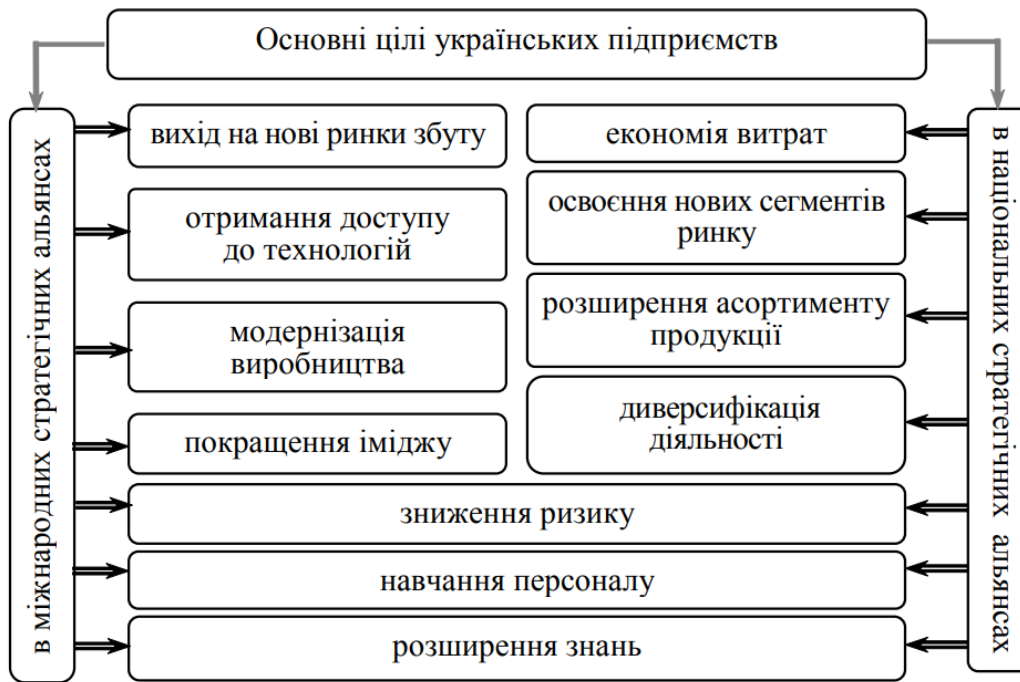 Основні цілі українських підприємств
в міжнародних стратегічних альянсах
вихід на нові ринки збуту
отримання доступу
до технологій
модернізація
виробництва
покращення іміджу
економія витрат
освоєння нових сегментів
ринку
розширення асортименту
продукції
диверсифікація
діяльності
зниження ризику
навчання персоналу
розширення знань
в національних стратегічних альянсах